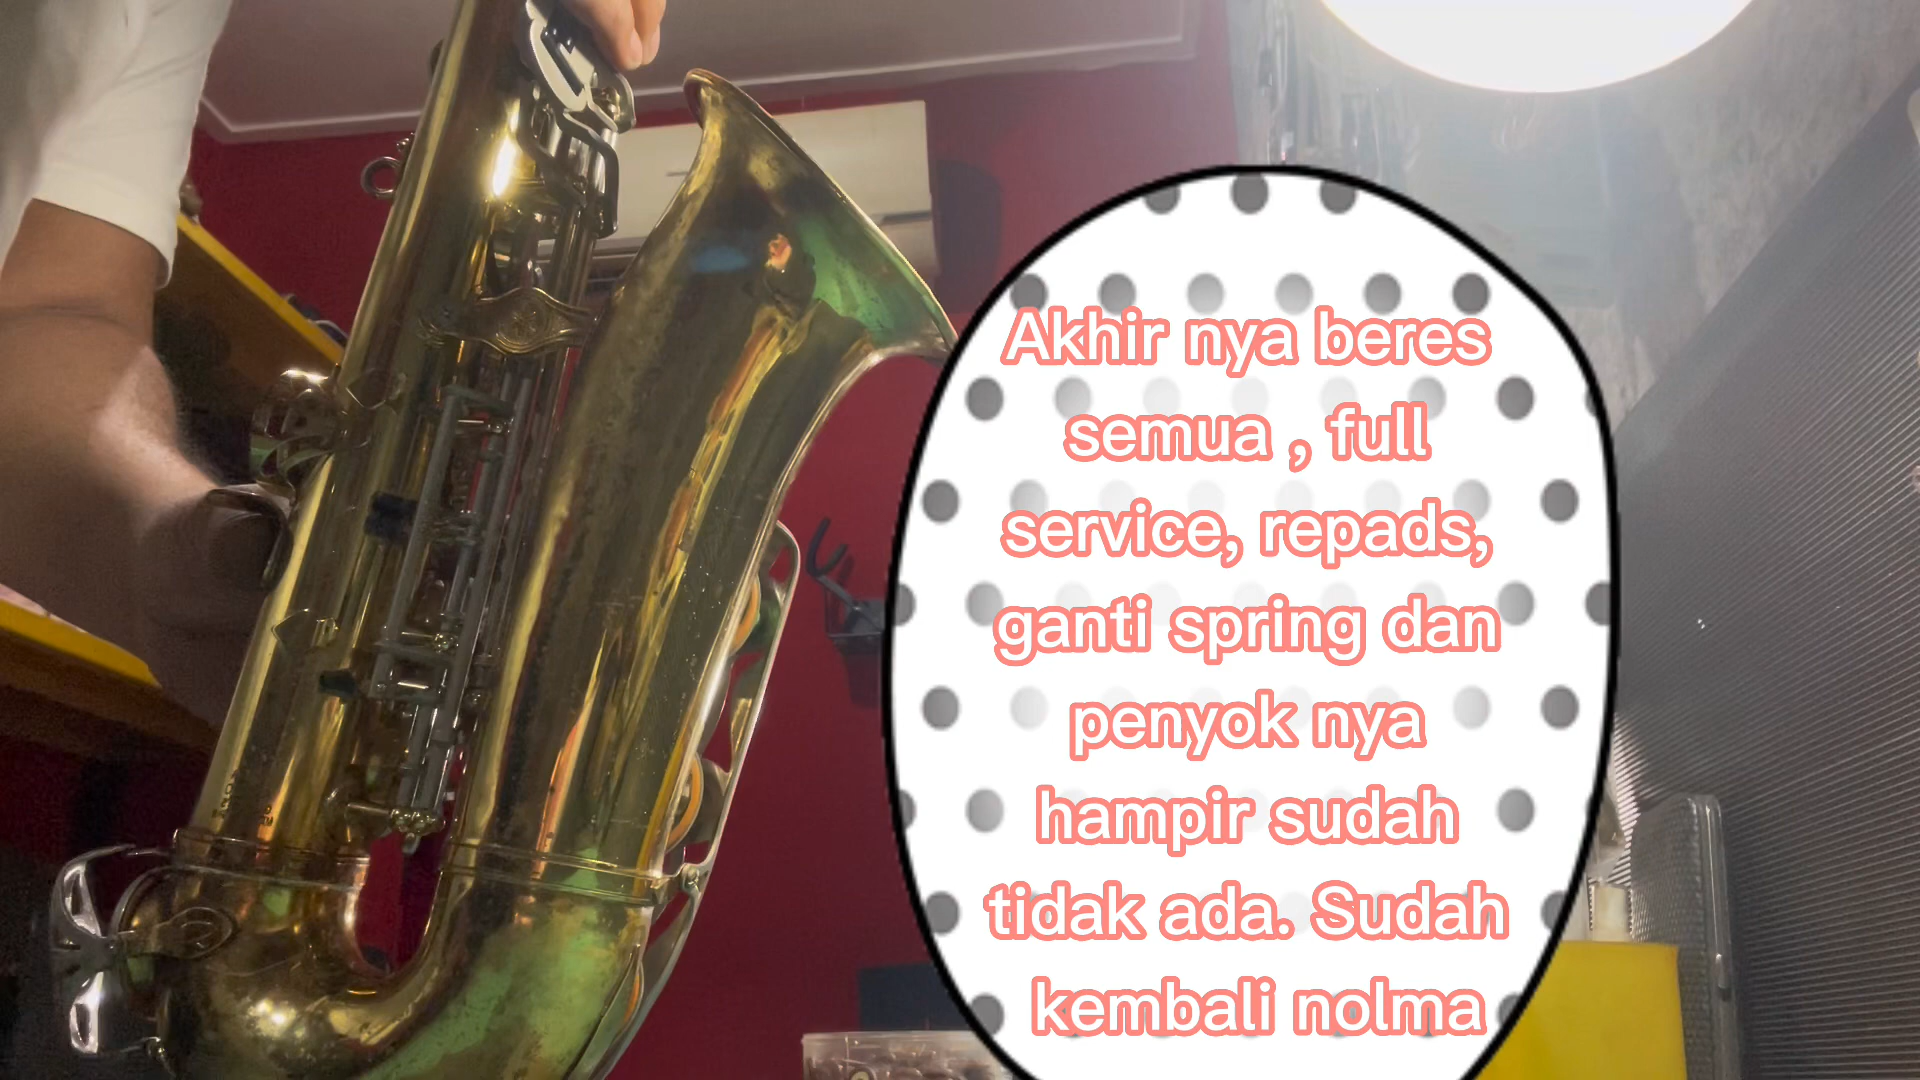 Akhir nya beres
semua , full
service, repads,
ganti spring dan
penyok nya
hampir sudah
tidak ada. Sudah
kembali nolma